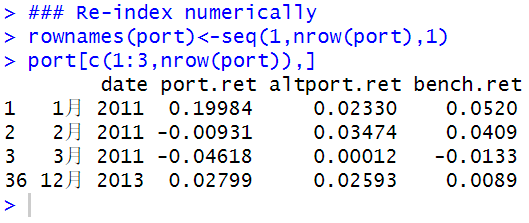 > ### Re-index numerically
> rownames(port)<-seq(1,nrow(port),1)
> port[c(1:3,nrow(port)),]
date port.ret altport.ret bench.ret
1 1月 2011 0.19984 0.02330 0.0520
2 2月 2011 -0.00931 0.03474 0.0409
3 3月 2011 -0.04618 0.00012 -0.0133
36 12月 2013 0.02799 0.02593 0.0089
>